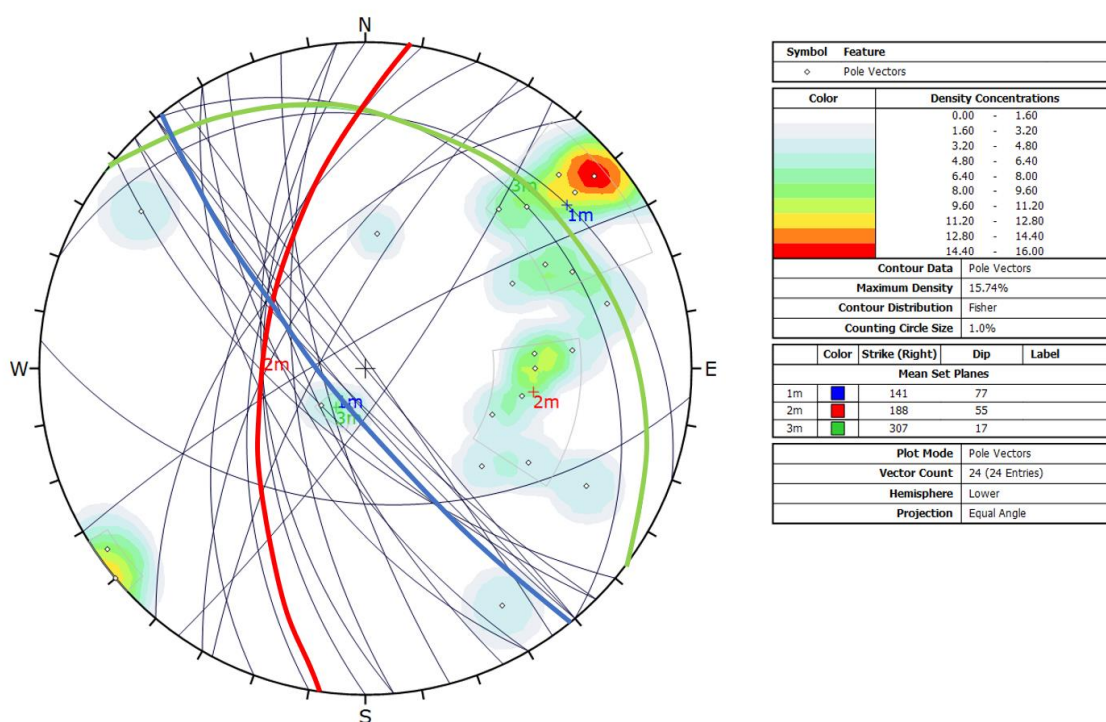 N
W
E
S
3m
1m
2m
2m
1m
3m
Symbol Feature
Pole Vectors
Color Density Concentrations
0.00 - 1.60
1.60 - 3.20
3.20 - 4.80
4.80 - 6.40
6.40 - 8.00
8.00 - 9.60
9.60 - 11.20
11.20 - 12.80
12.80 - 14.40
14.40 - 16.00
Contour Data Pole Vectors
Maximum Density 15.74%
Contour Distribution Fisher
Counting Circle Size 1.0%
Color Strike (Right) Dip Label
Mean Set Planes
1m 141 77
2m 188 55
3m 307 17
Plot Mode Pole Vectors
Vector Count 24 (24 Entries)
Hemisphere Lower
Projection Equal Angle